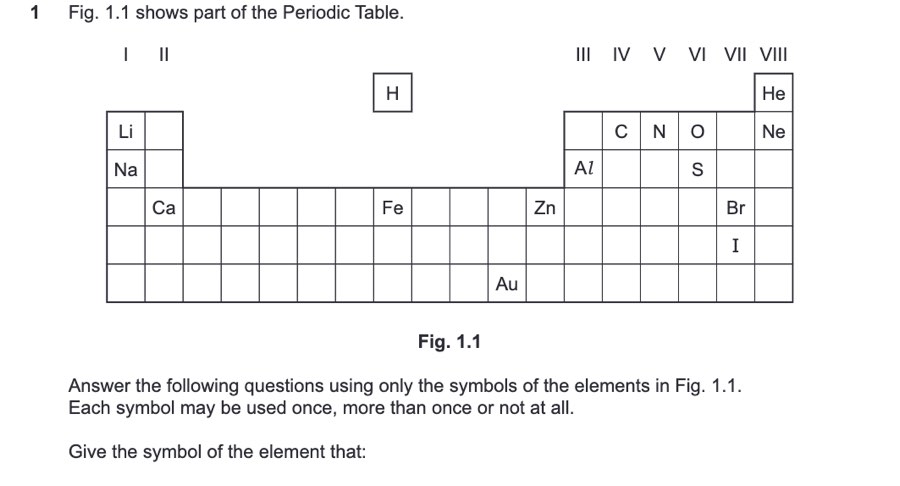 1 Fig. 1.1 shows part of the Periodic Table.
I II III IV V VI VII VIII
H He
Li C N O Ne
Na Al S
Ca Fe Zn Br
I
Au
Fig. 1.1
Answer the following questions using only the symbols of the elements in Fig. 1.1.
Each symbol may be used once, more than once or not at all.
Give the symbol of the element that: